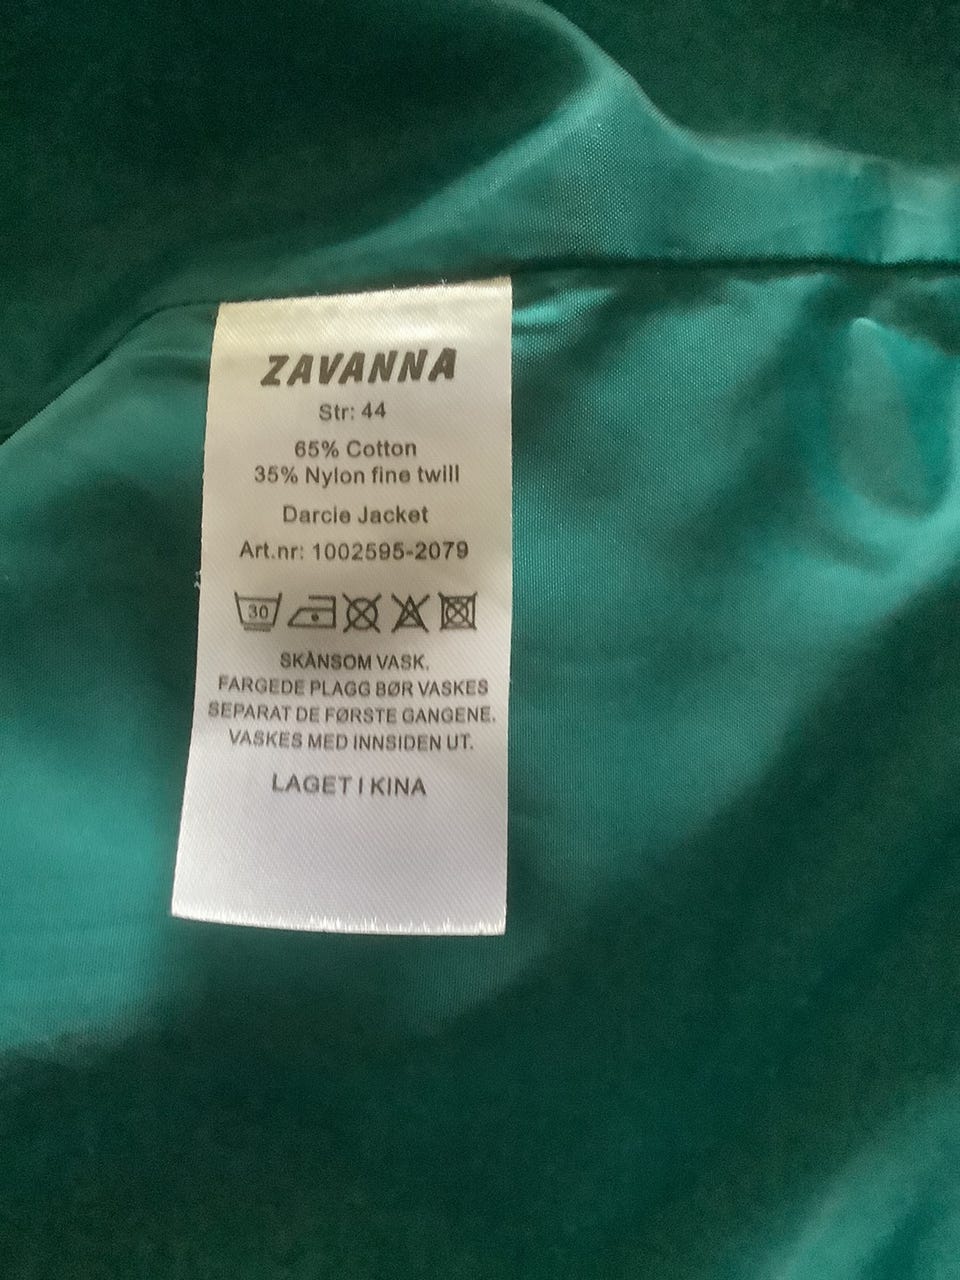 ZAVANNA
Str: 44
65% Cotton
35% Nylon fine twill
Darcie Jacket
Art.nr: 1002595-2079
30
SKÅNSOM VASK.
FARGEDE PLAGG BØR VASKES
SEPARAT DE FØRSTE GANGENE.
VASKES MED INNSIDEN UT.
LAGET I KINA